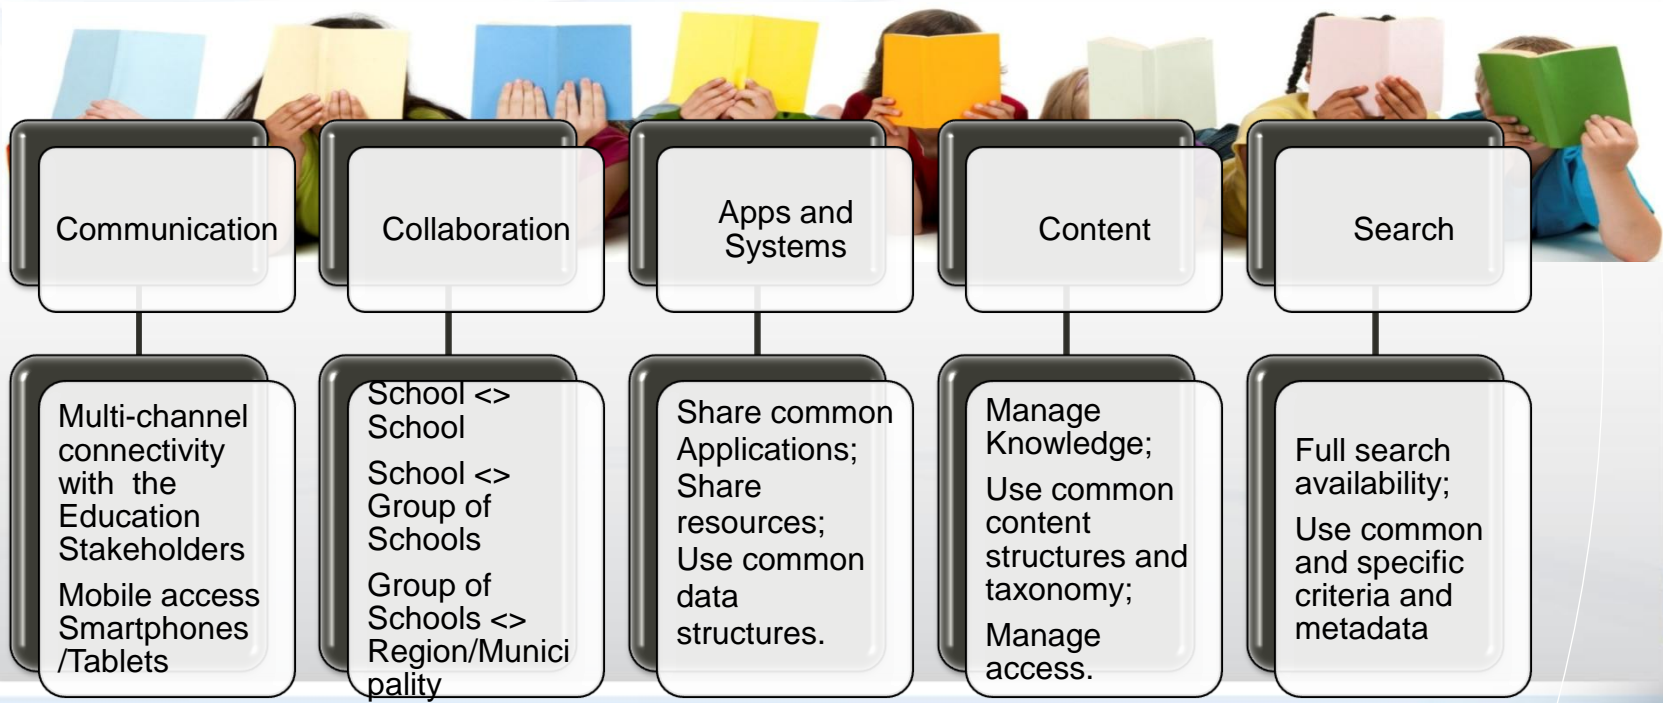 Communication
Collaboration
Apps and
Systems
Content
Search
Multi-channel
connectivity
with the
Education
Stakeholders
Mobile access
Smartphones
/Tablets
School <>
School
School <>
Group of
Schools
Group of
Schools <>
Region/Munici
pality
Share common
Applications;
Share
resources;
Use common
data
structures.
Manage
Knowledge;
Use common
content
structures and
taxonomy;
Manage
access.
Full search
availability;
Use common
and specific
criteria and
metadata